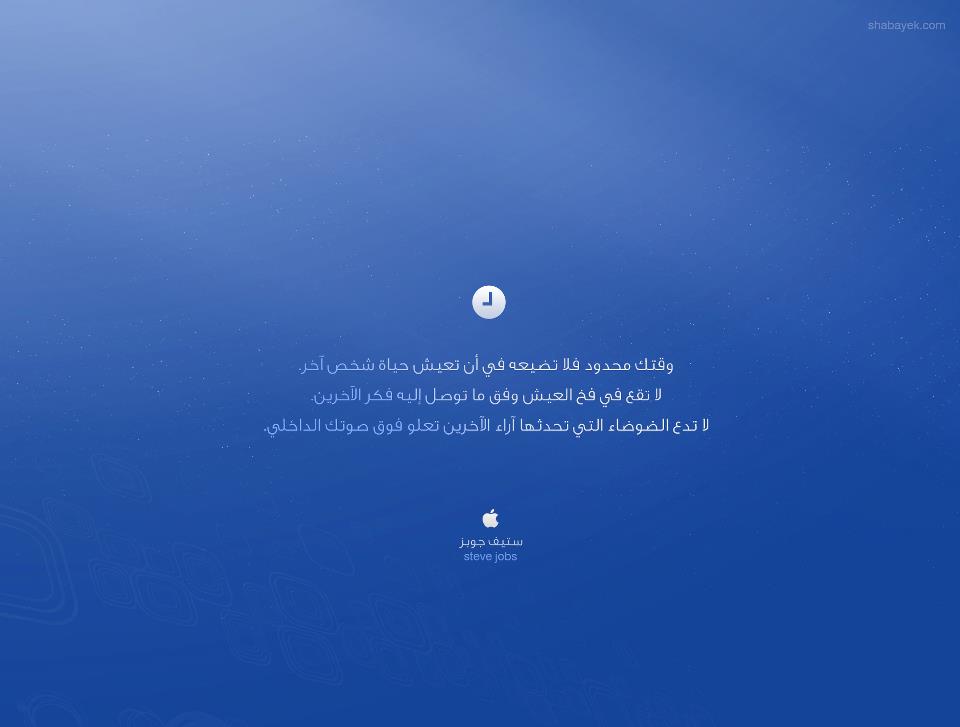 shabayek.com
وقتك محدود فلا تضيعه في أن تعيش حياة شخص آخر.
لا تقع في فخ العيش وفق ما توصل إليه فكر الآخرين.
لا تدع الضوضاء التي تحدثها آراء الآخرين تعلو فوق صوتك الداخلي.
ستيف جوبز
steve jobs